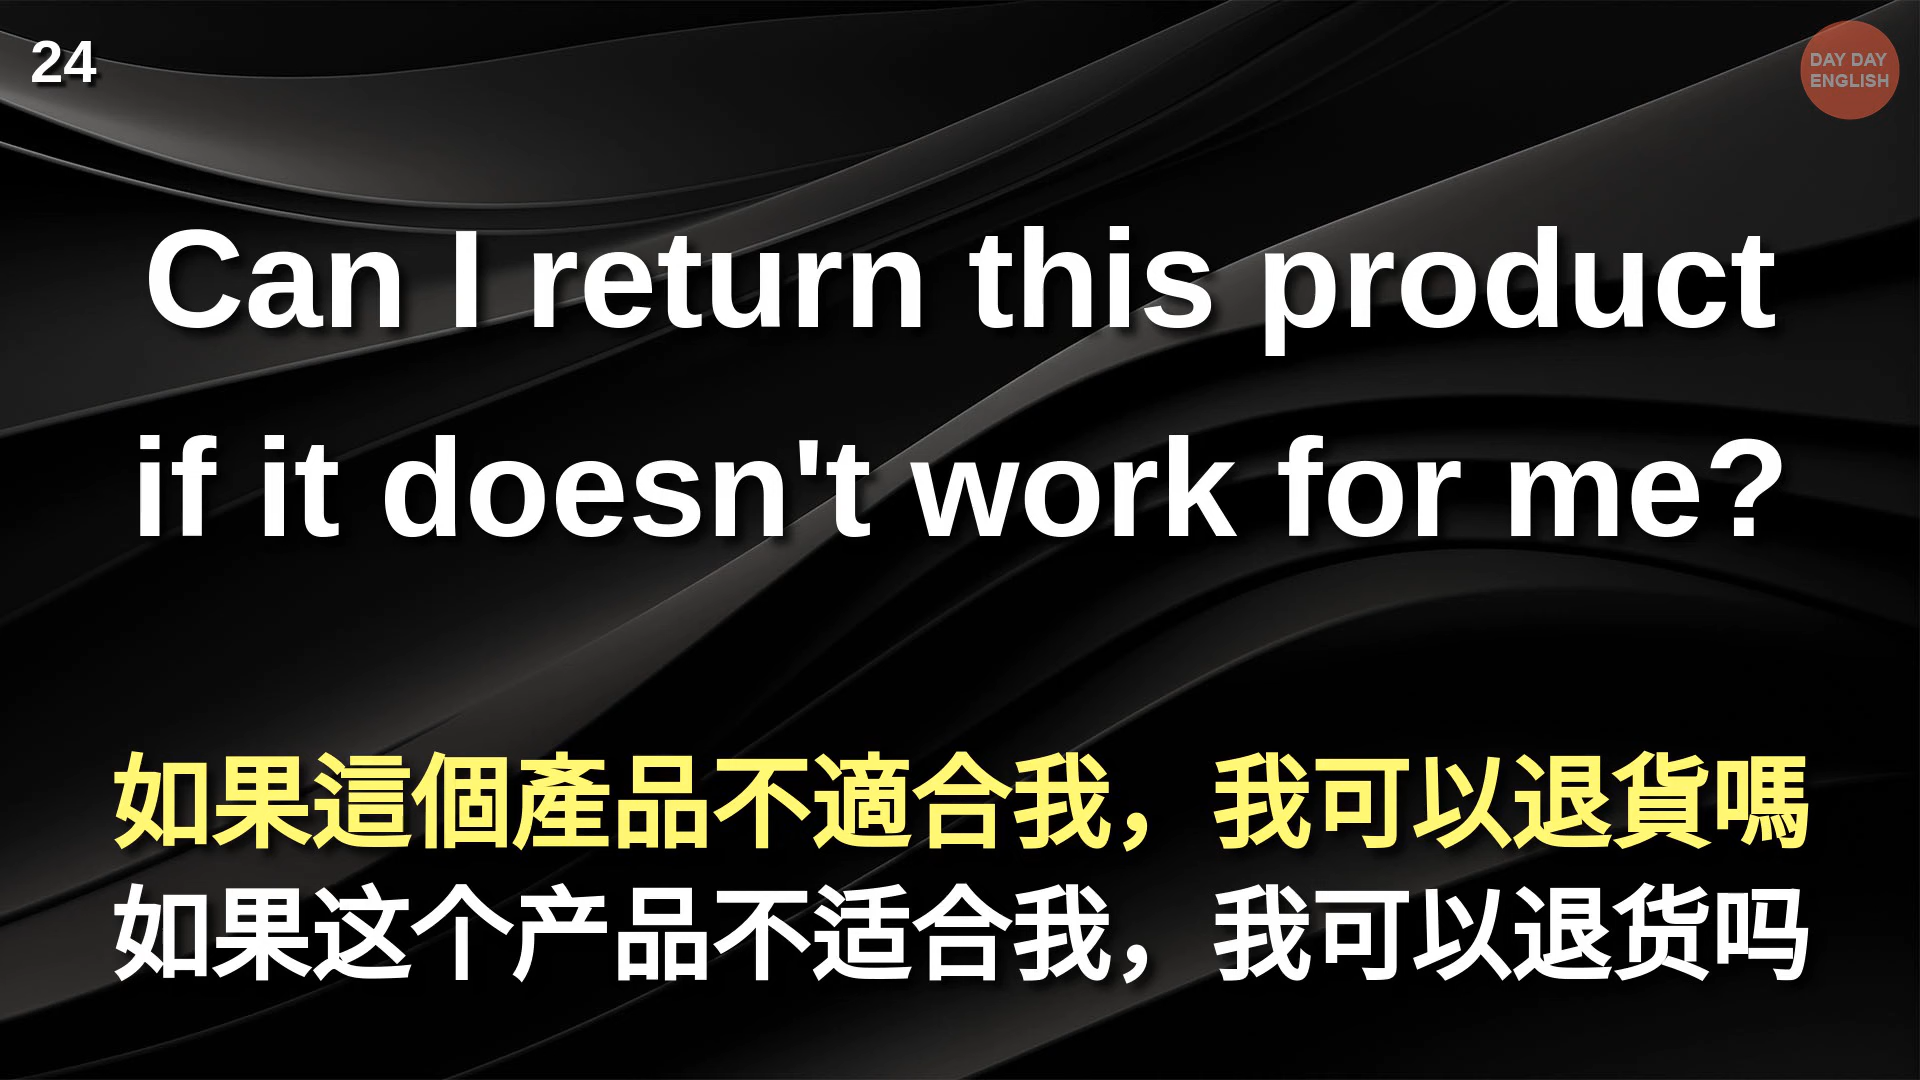 24
DAY DAY
ENGLISH
Can I return this product
if it doesn't work for me?
如果這個產品不適合我，我可以退貨嗎
如果这个产品不适合我，我可以退货吗